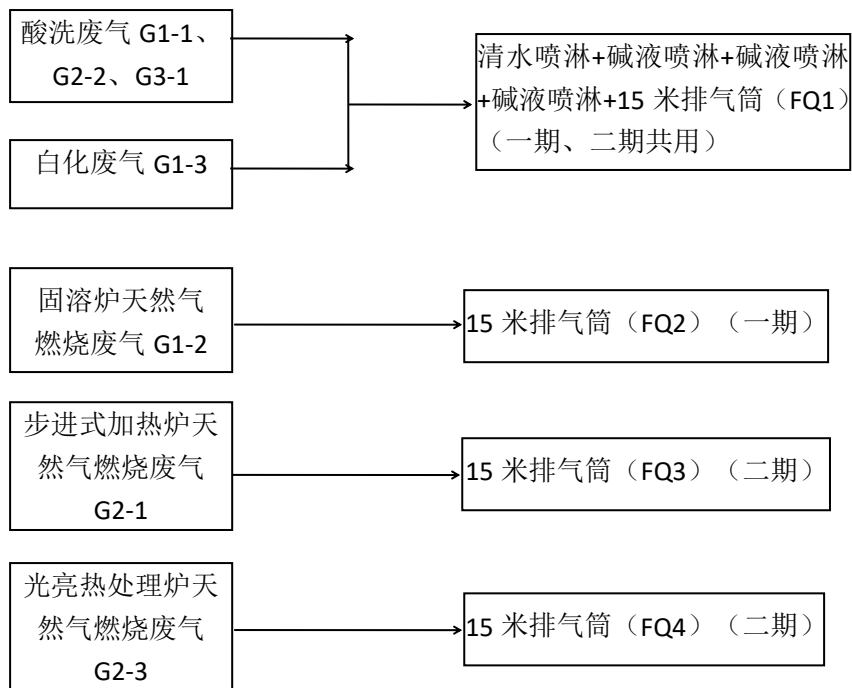 酸洗废气 G1-1、
G2-2、G3-1
清水喷淋+碱液喷淋+碱液喷淋
+碱液喷淋+15 米排气筒（FQ1）
（一期、二期共用）
白化废气 G1-3
固溶炉天然气
燃烧废气 G1-2
15 米排气筒（FQ2）（一期）
步进式加热炉天
然气燃烧废气
G2-1
15 米排气筒（FQ3）（二期）
光亮热处理炉天
然气燃烧废气
G2-3
15 米排气筒（FQ4）（二期）